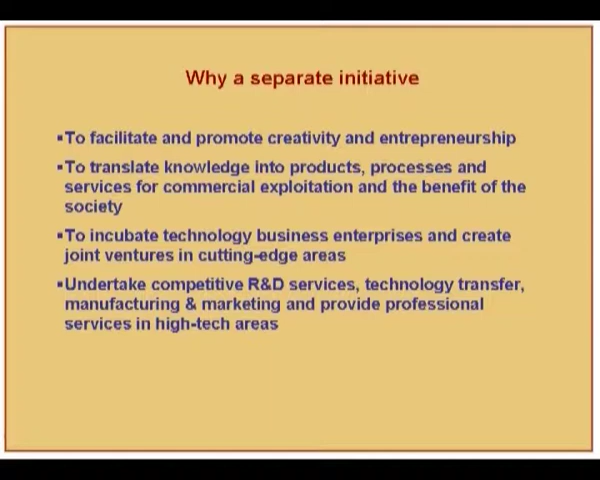 Why a separate initiative
▪To facilitate and promote creativity and entrepreneurship
▪To translate knowledge into products, processes and
services for commercial exploitation and the benefit of the
society
▪To incubate technology business enterprises and create
joint ventures in cutting-edge areas
▪Undertake competitive R&D services, technology transfer,
manufacturing & marketing and provide professional
services in high-tech areas